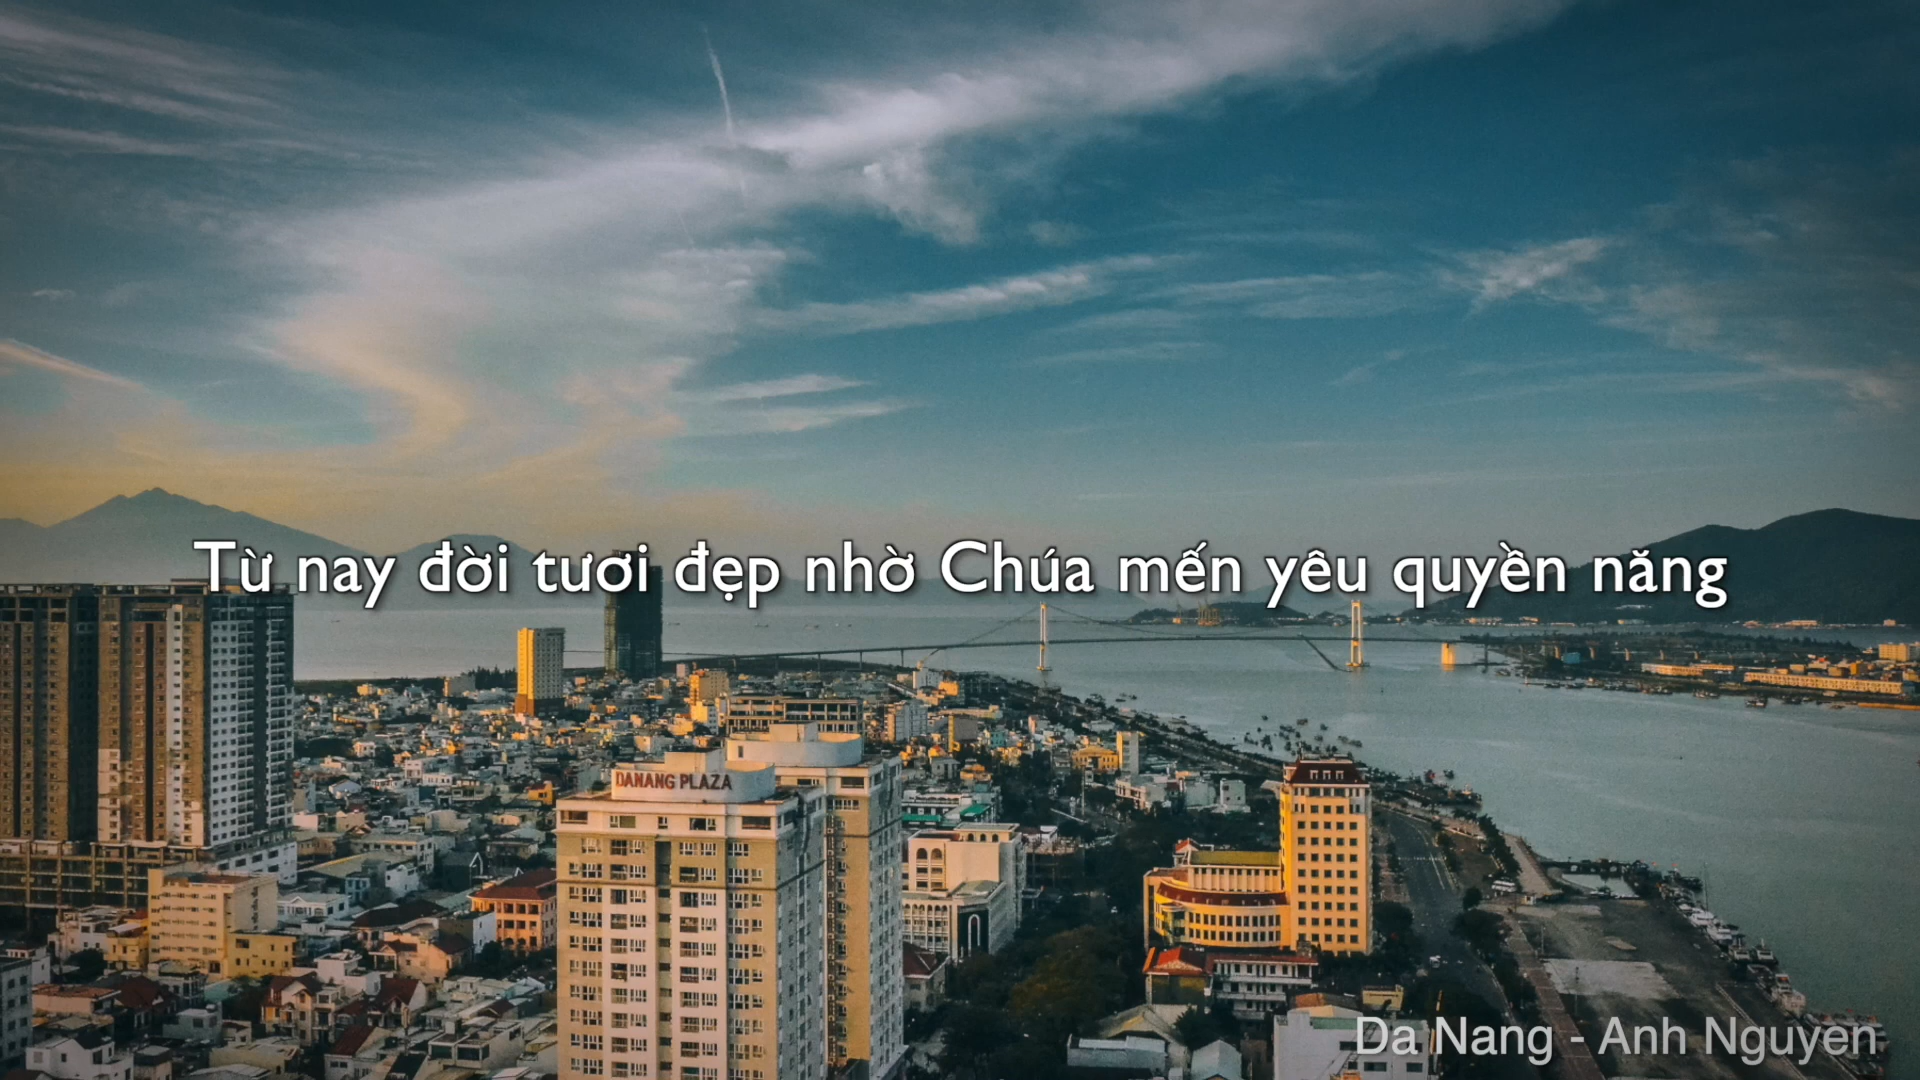 Từ nay đời tươi đẹp nhờ Chúa mến yêu quyền năng
DANANG PLAZA
Da Nang - Anh Nguyen